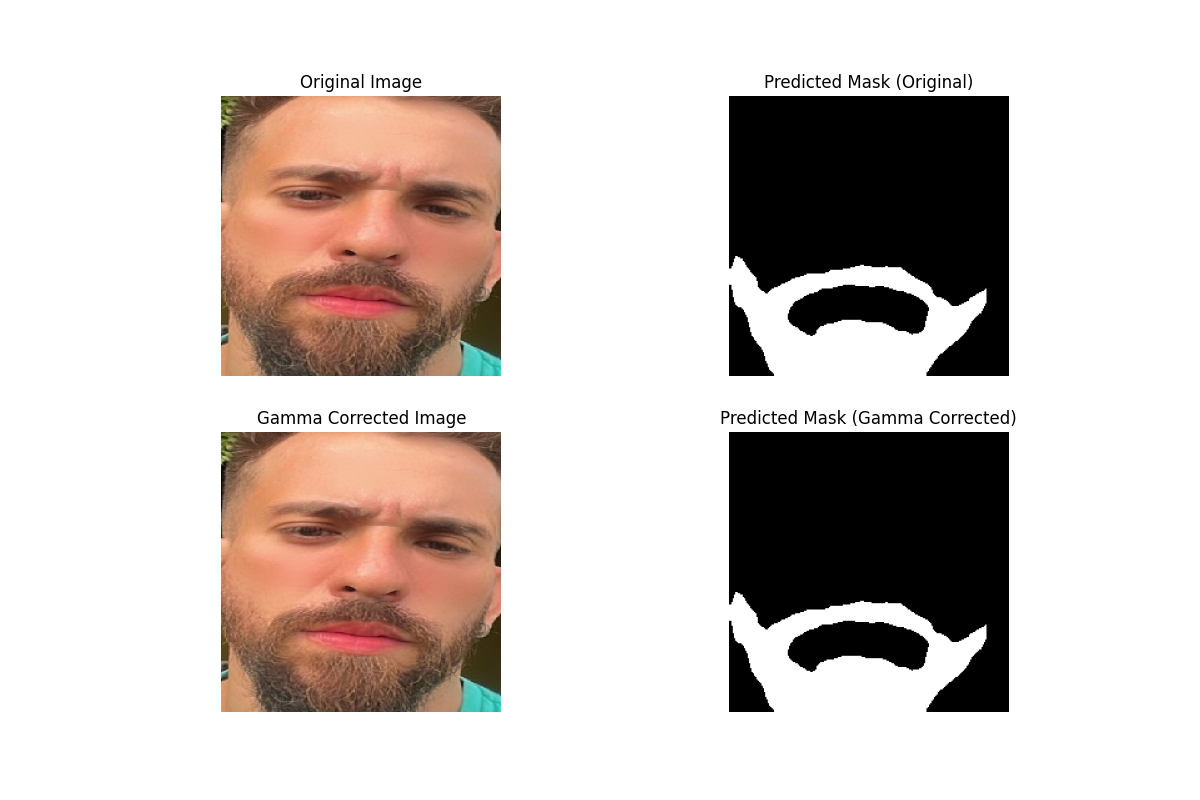 Original Image
Predicted Mask (Original)
Gamma Corrected Image
Predicted Mask (Gamma Corrected)